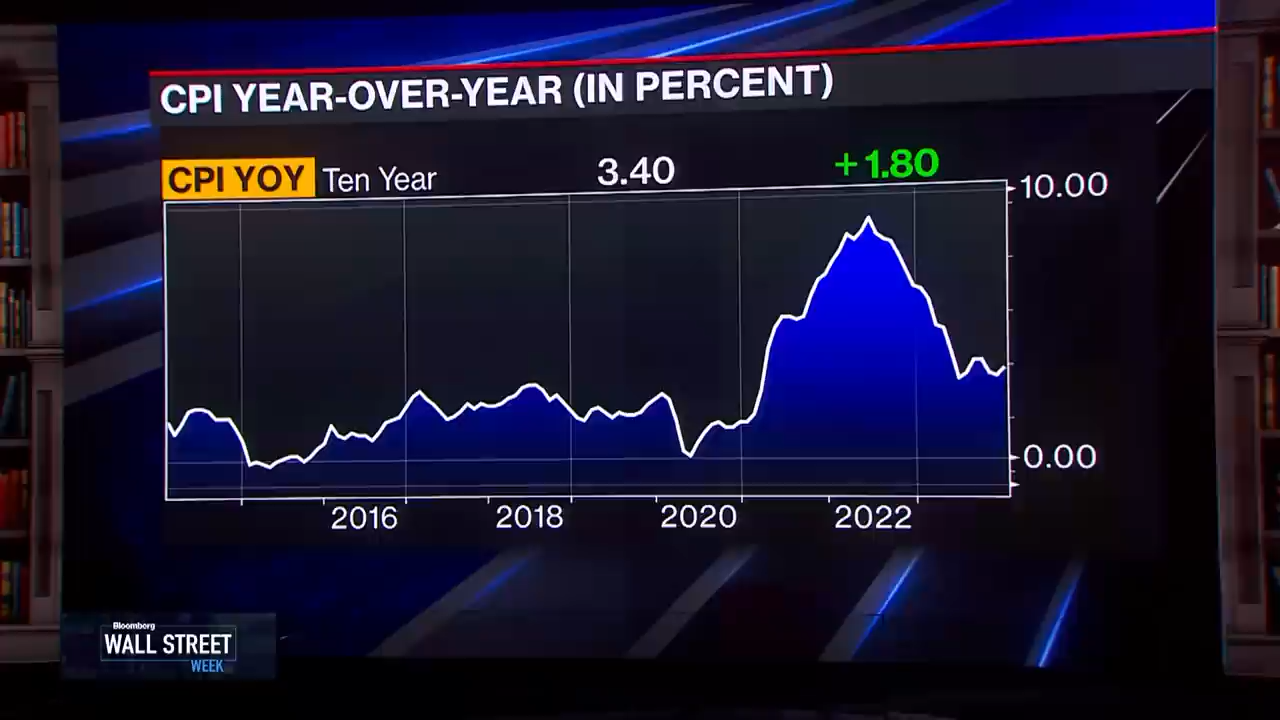 CPI YEAR-OVER-YEAR (IN PERCENT)
CPI YOY Ten Year 3.40 +1.80
10.00
0.00
2016 2018 2020 2022
Bloomberg
WALL STREET
WEEK